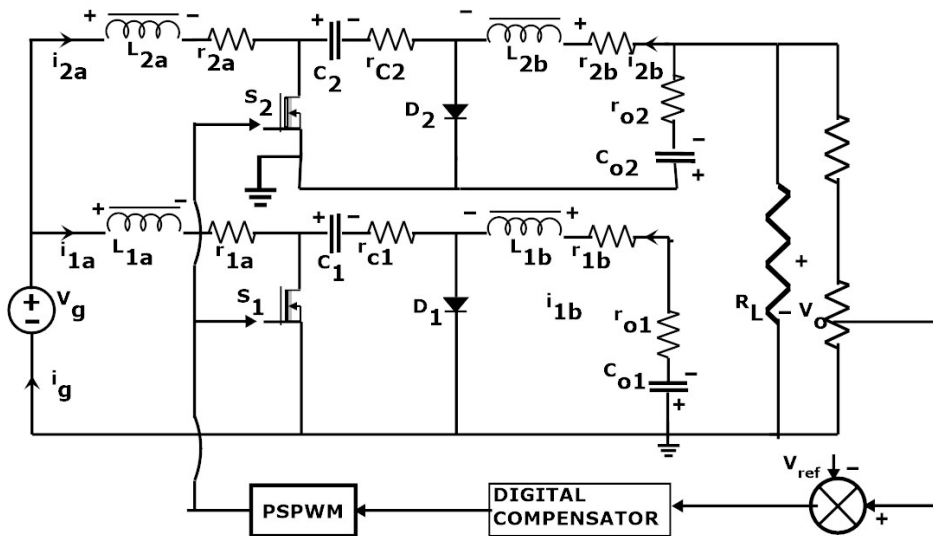 + - + - - +
L2a r2a C2 rC2 L2b r2b i2b
i2a
S2 D2 ro2
-
Co2
+
+ - + - - +
L1a r1a C1 rc1 L1b r1b
i1a
S1 D1 i1b ro1
+
-
Vg
RL + - Vo
Co1 -
+
ig
Vref -
+
PSPWM
DIGITAL
COMPENSATOR